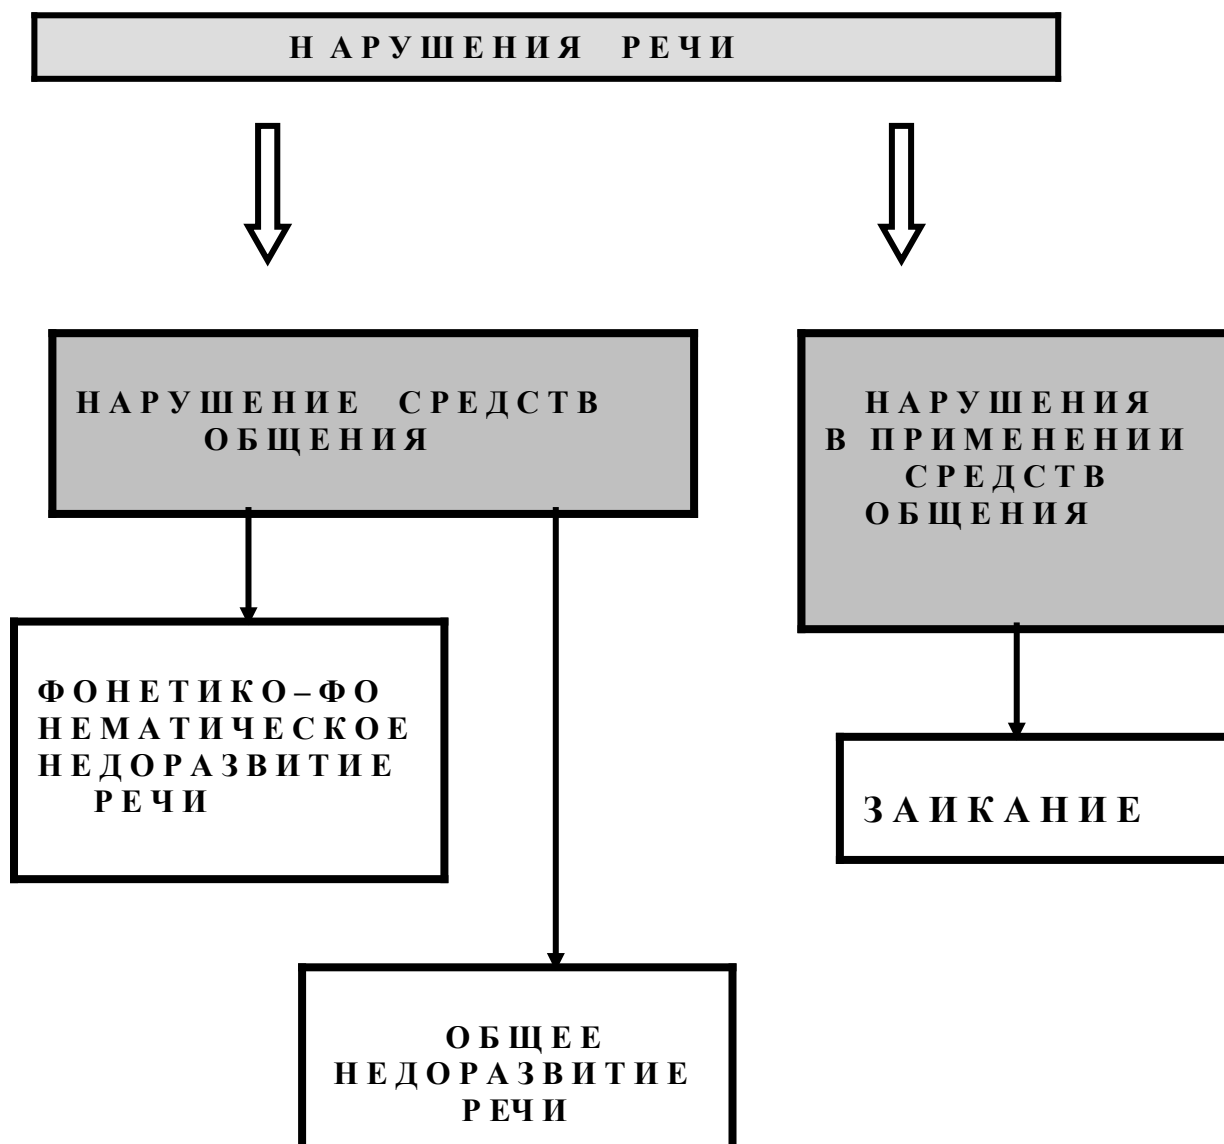 НАРУШЕНИЯ РЕЧИ
НАРУШЕНИЕ СРЕДСТВ
ОБЩЕНИЯ
НАРУШЕНИЯ
В ПРИМЕНЕНИИ
СРЕДСТВ
ОБЩЕНИЯ
ФОНЕТИКО–ФО
НЕМАТИЧЕСКОЕ
НЕДОРАЗВИТИЕ
РЕЧИ
ЗАИКАНИЕ
ОБЩЕЕ
НЕДОРАЗВИТИЕ
РЕЧИ